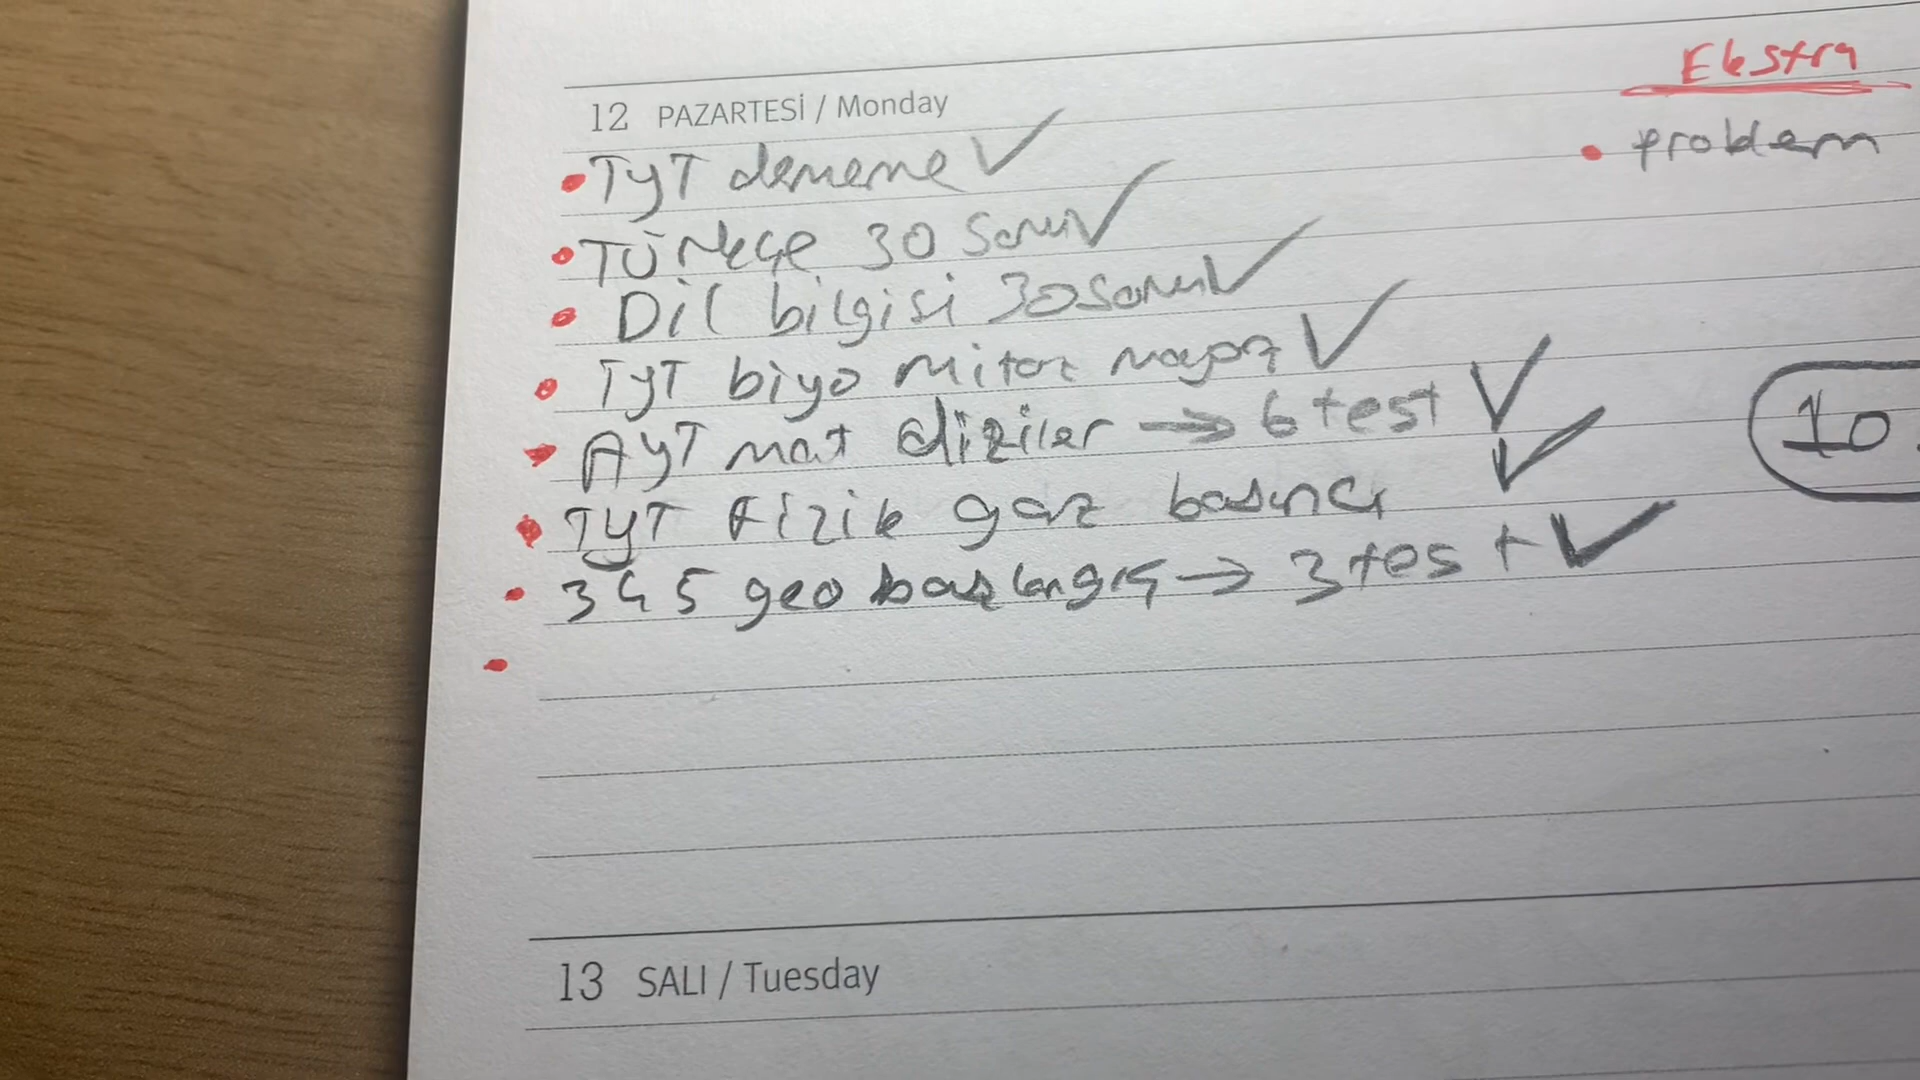 12 PAZARTESİ / Monday
• TYT deneme ✓
• Türkçe 30 soru ✓
• Dil bilgisi 30 soru ✓
• TYT biyo mitoz mayoz ✓
• AYT mat diziler → 6 test ✓
• TYT fizik gaz basıncı ✓
• 345 geo başlangıç → 3 test ✓
•
Ekstra
• problem
10
13 SALI / Tuesday